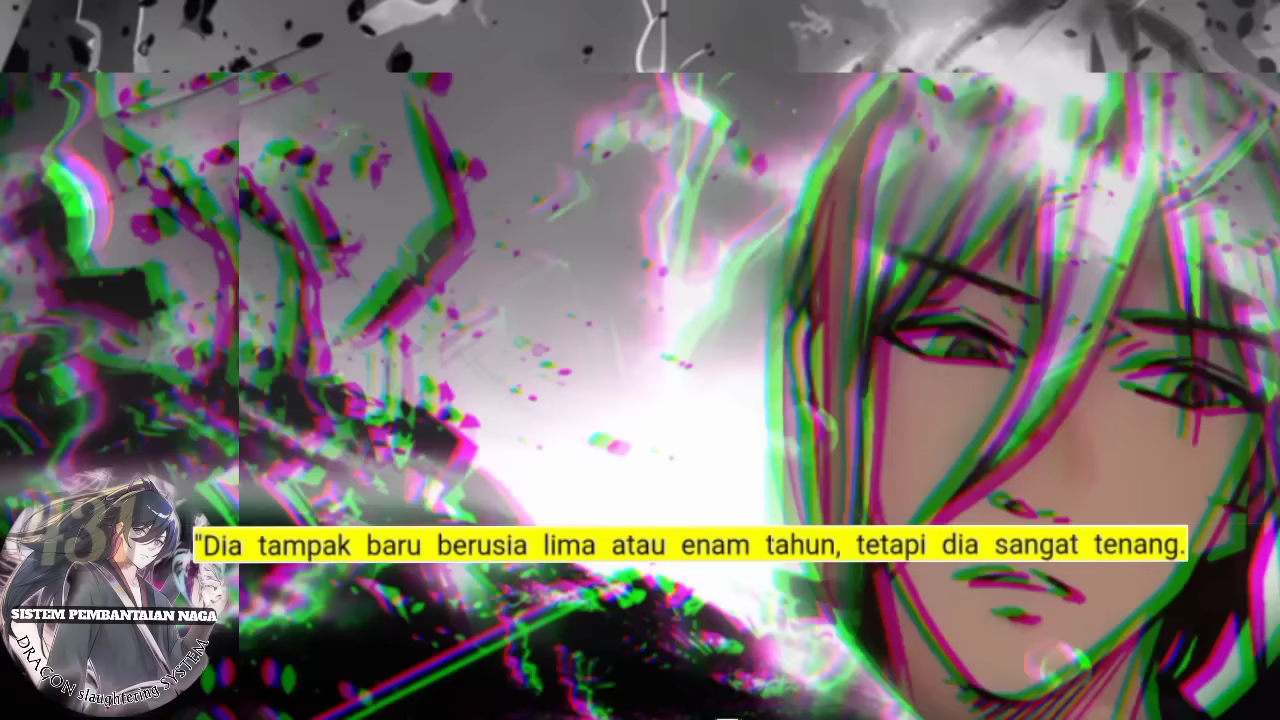 "Dia tampak baru berusia lima atau enam tahun, tetapi dia sangat tenang.
SISTEM PEMBANTAIAN NAGA
DRAGON slaughtering SYSTEM